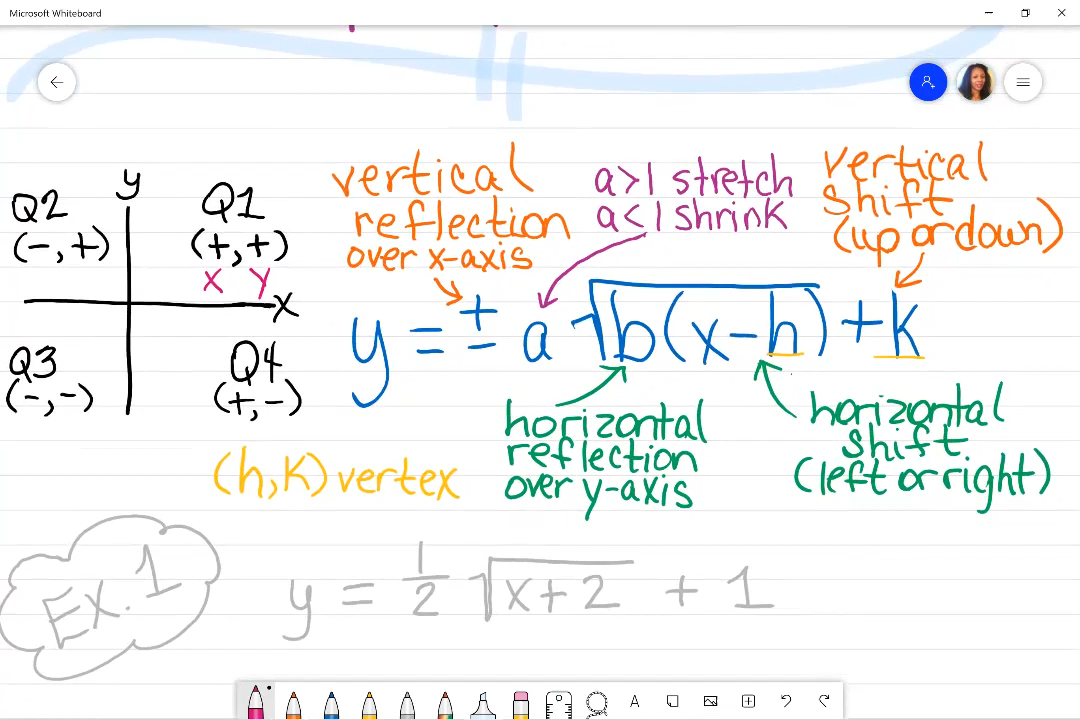 Microsoft Whiteboard
y
Q2
(-, +)
Q1
(+, +)
X Y
X
Q3
(-, -)
Q4
(+, -)
vertical
reflection
over x-axis
a>1 stretch
a<1 shrink
vertical
shift
(up or down)
y = ± a √b(x-h) + k
horizontal
reflection
over y-axis
horizontal
shift
(left or right)
(h, k) vertex
Ex. 1
y = 1/2 √x+2 + 1
A